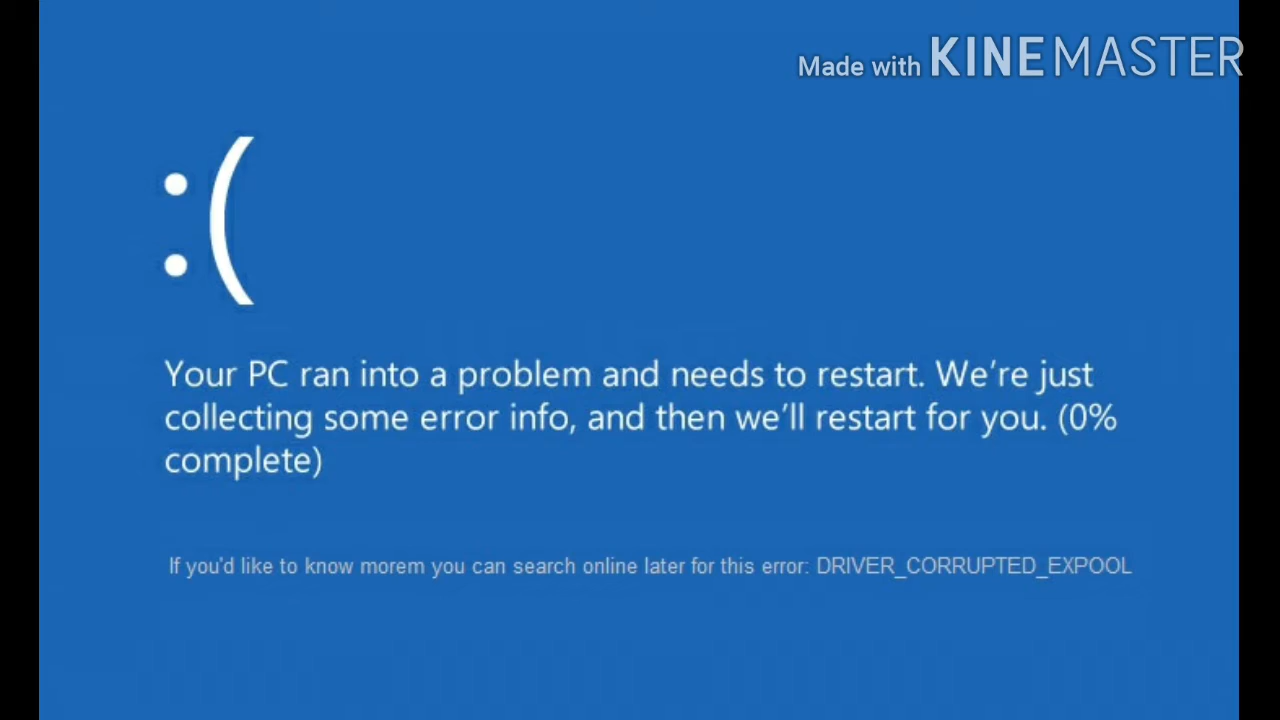 Made with KINEMASTER
:(
Your PC ran into a problem and needs to restart. We're just
collecting some error info, and then we'll restart for you. (0%
complete)
If you'd like to know morem you can search online later for this error: DRIVER_CORRUPTED_EXPOOL